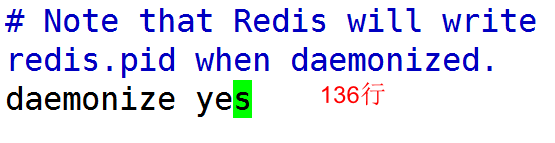 # Note that Redis will write
redis.pid when daemonized.
daemonize yes
136行